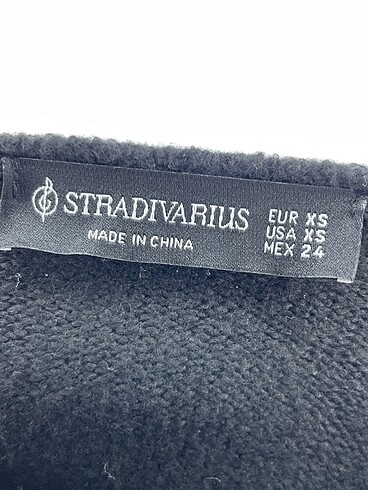 STRADIVARIUS
MADE IN CHINA
EUR XS
USA XS
MEX 24